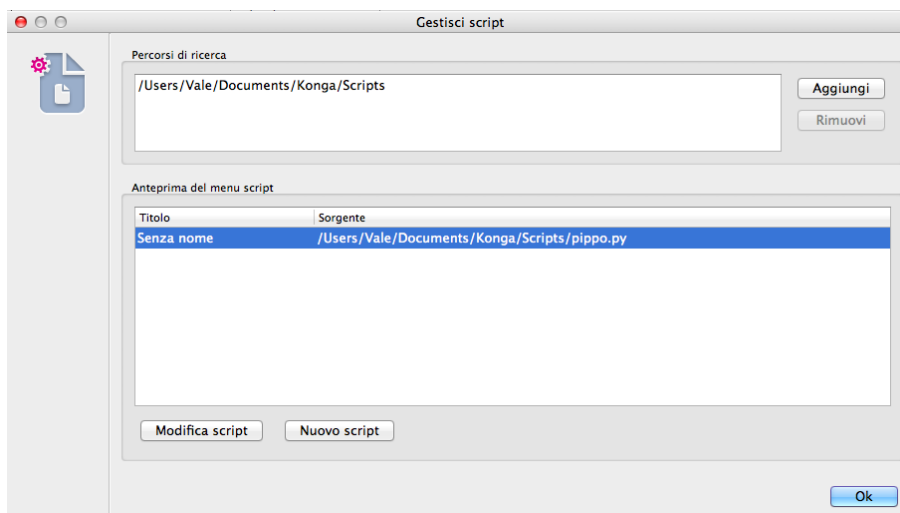 Gestisci script
Percorsi di ricerca
/Users/Vale/Documents/Konga/Scripts
Aggiungi
Rimuovi
Anteprima del menu script
Titolo Sorgente
Senza nome /Users/Vale/Documents/Konga/Scripts/pippo.py
Modifica script Nuovo script
Ok